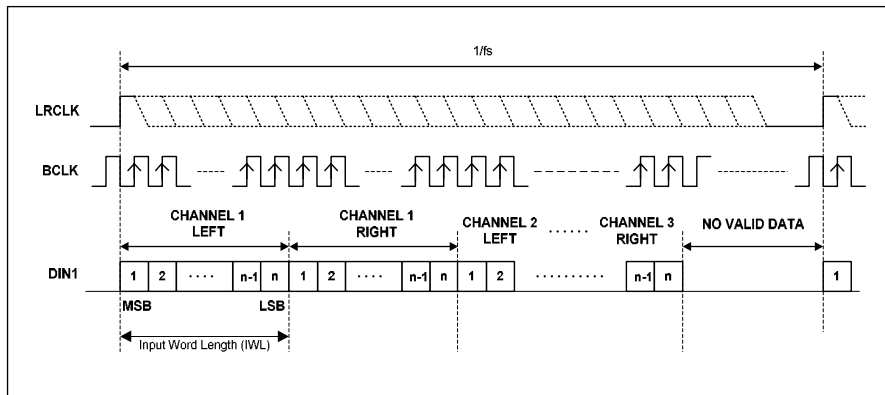 1/fs
LRCLK
BCLK
CHANNEL 1
LEFT
CHANNEL 1
RIGHT
CHANNEL 2
LEFT
CHANNEL 3
RIGHT
NO VALID DATA
DIN1
1 2 n-1 n 1 2 n-1 n 1 2 n-1 n 1
MSB LSB
Input Word Length (IWL)